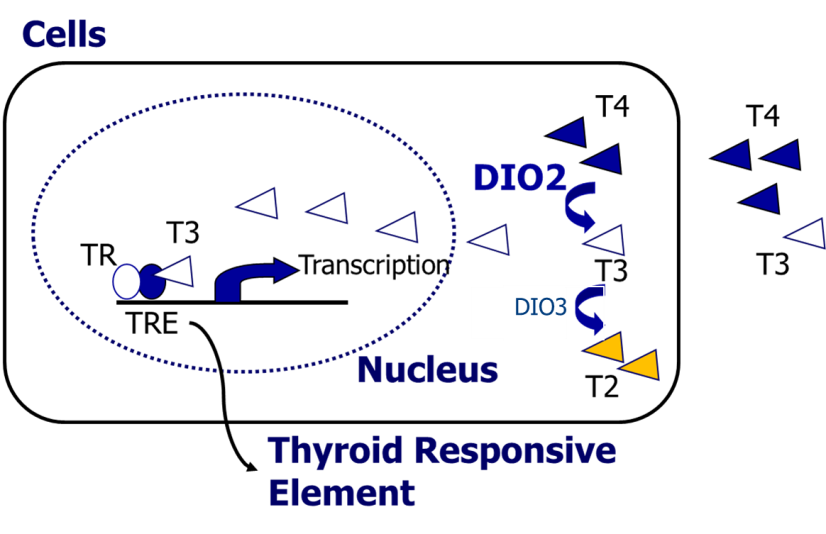 Cells
T4
T4
DIO2
T3
TR
Transcription
T3
T3
DIO3
TRE
Nucleus
T2
Thyroid Responsive
Element